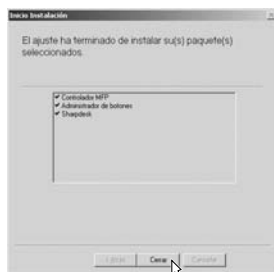 Inicio Instalación
El ajuste ha terminado de instalar su(s) paquete(s)
seleccionados.
Controlador MFP
Administrador de botones
Sharpdesk
< Atrás
Cerrar
Cancelar